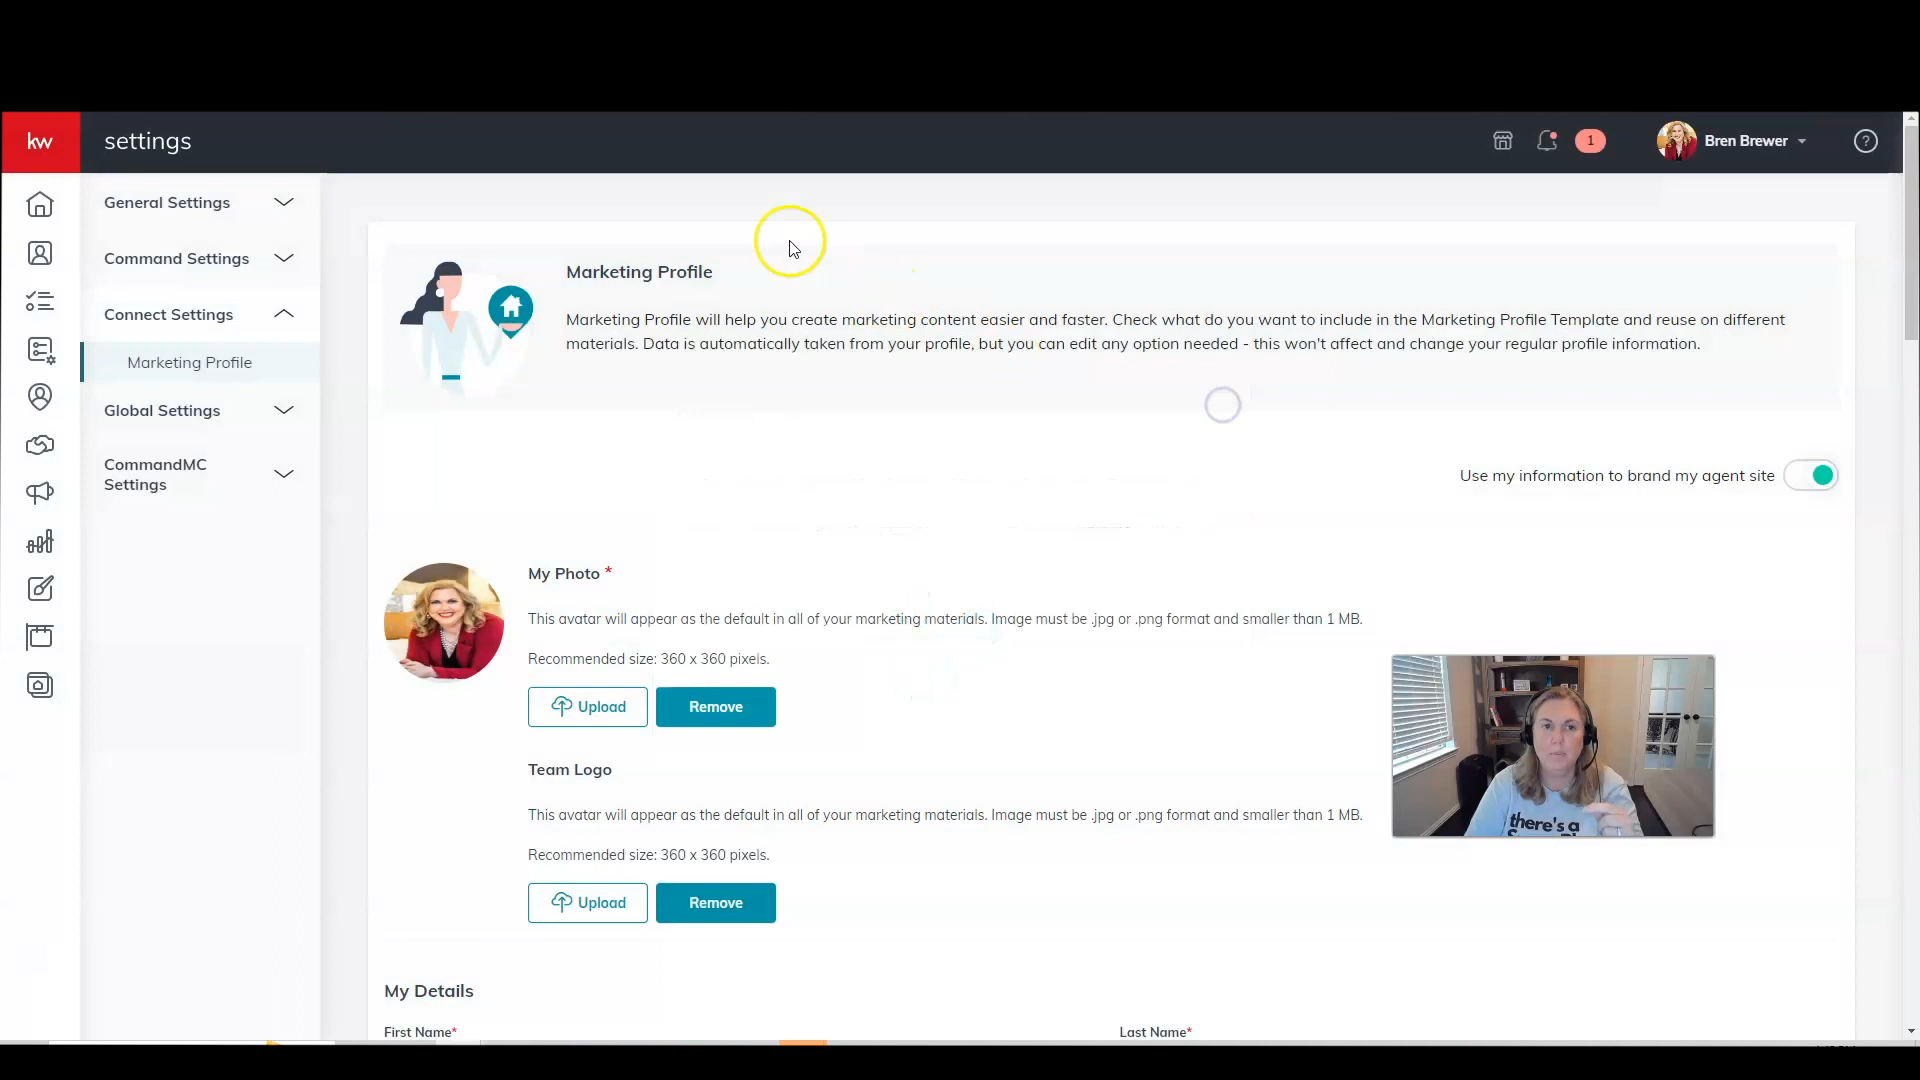 kw
settings
1
Bren Brewer
?
General Settings
Command Settings
Connect Settings
Marketing Profile
Global Settings
CommandMC
Settings
Marketing Profile
Marketing Profile will help you create marketing content easier and faster. Check what do you want to include in the Marketing Profile Template and reuse on different
materials. Data is automatically taken from your profile, but you can edit any option needed - this won't affect and change your regular profile information.
Use my information to brand my agent site
My Photo *
This avatar will appear as the default in all of your marketing materials. Image must be .jpg or .png format and smaller than 1 MB.
Recommended size: 360 x 360 pixels.
Upload
Remove
Team Logo
This avatar will appear as the default in all of your marketing materials. Image must be .jpg or .png format and smaller than 1 MB.
Recommended size: 360 x 360 pixels.
Upload
Remove
there's a
My Details
First Name*
Last Name*